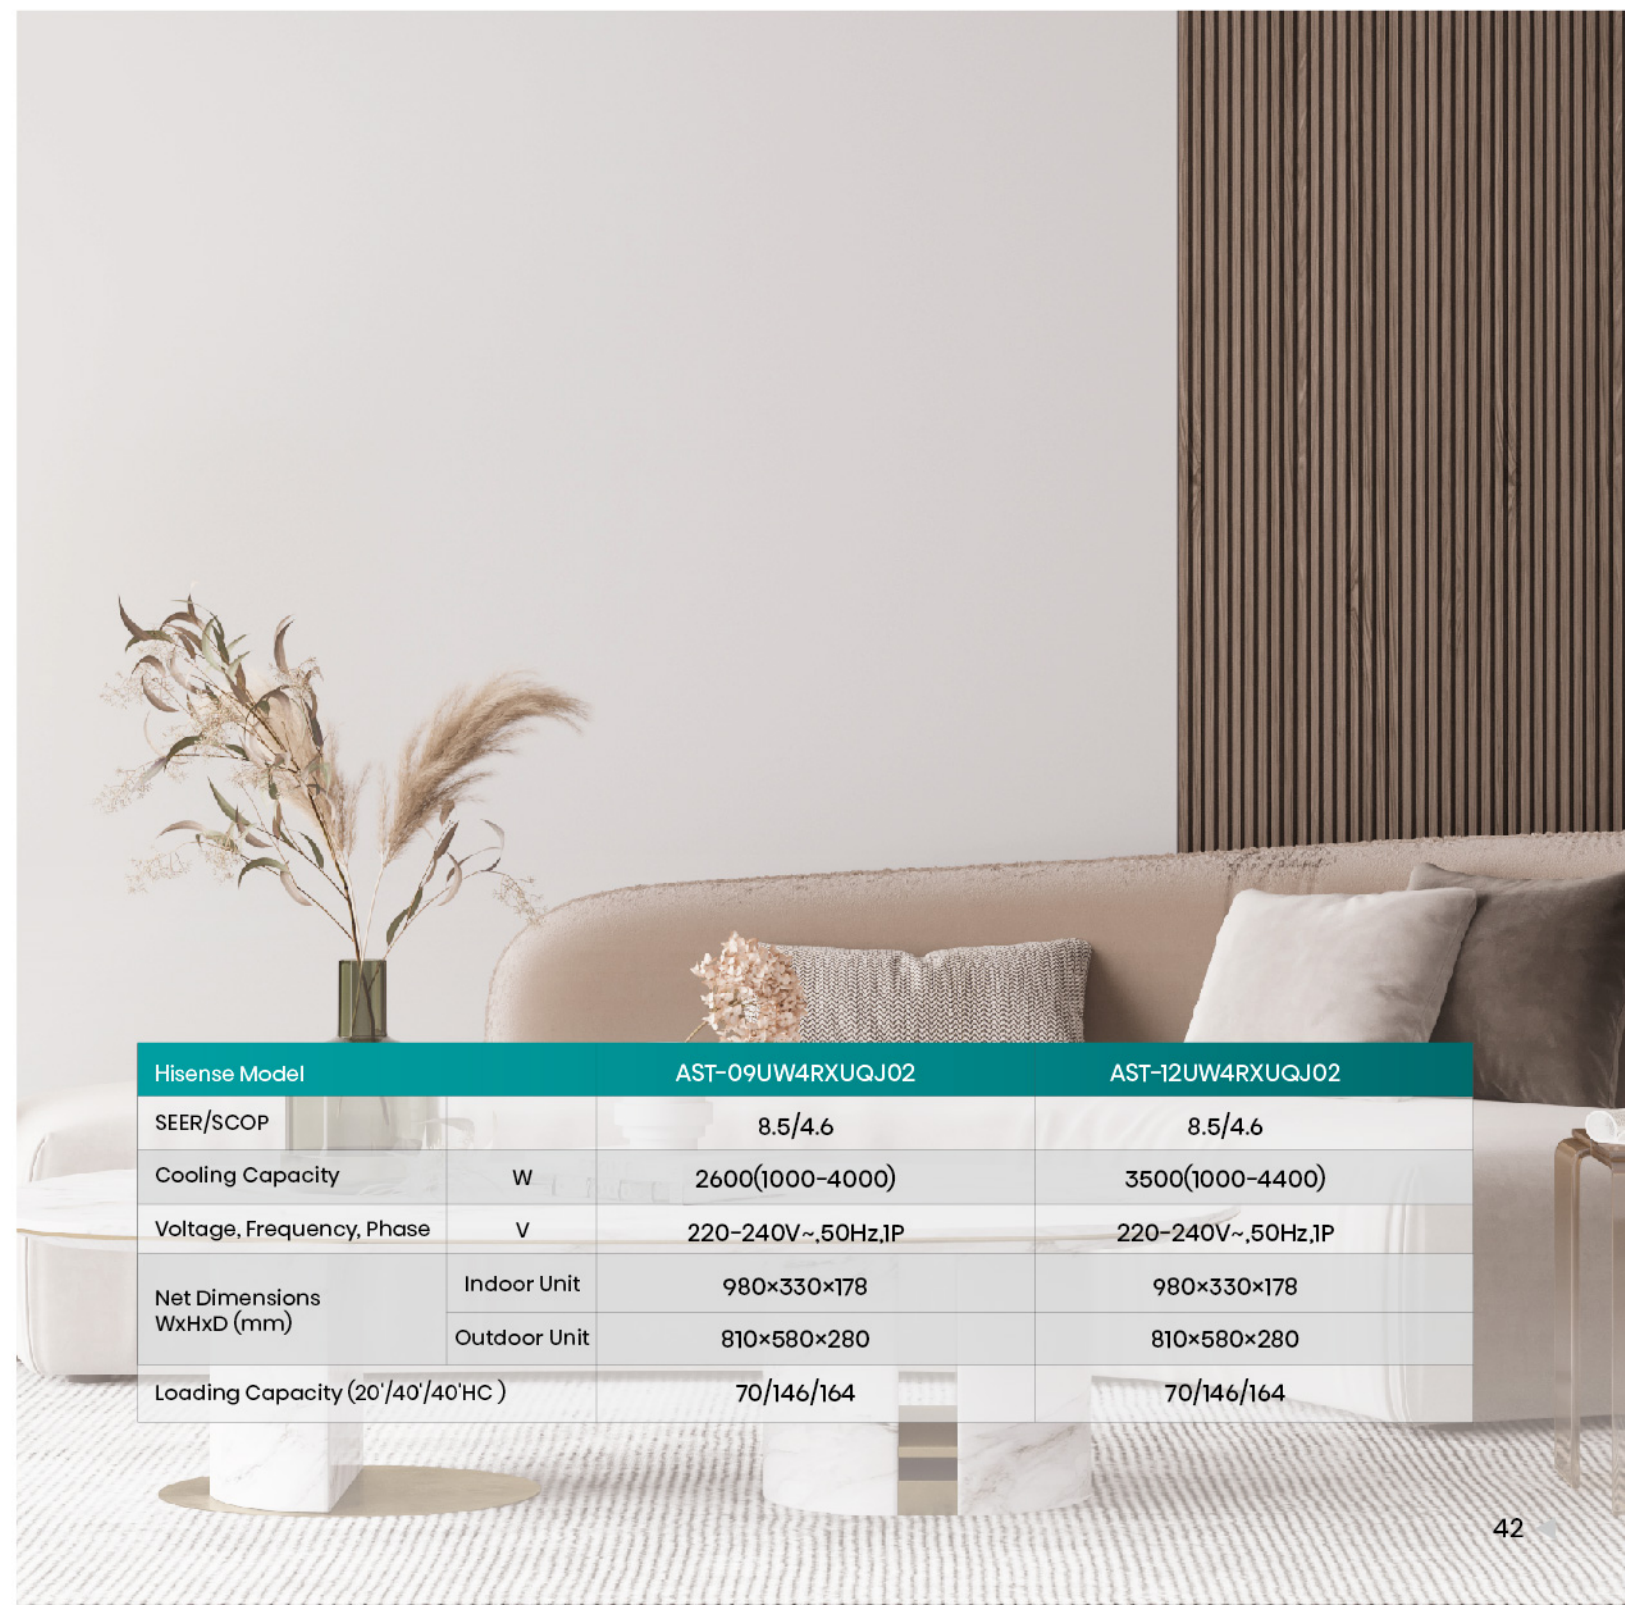 Hisense Model AST-09UW4RXUQJ02 AST-12UW4RXUQJ02
SEER/SCOP 8.5/4.6 8.5/4.6
Cooling Capacity W 2600(1000-4000) 3500(1000-4400)
Voltage, Frequency, Phase V 220-240V~,50Hz,1P 220-240V~,50Hz,1P
Net Dimensions
WxHxD (mm)
Indoor Unit 980×330×178 980×330×178
Outdoor Unit 810×580×280 810×580×280
Loading Capacity (20'/40'/40'HC ) 70/146/164 70/146/164
42